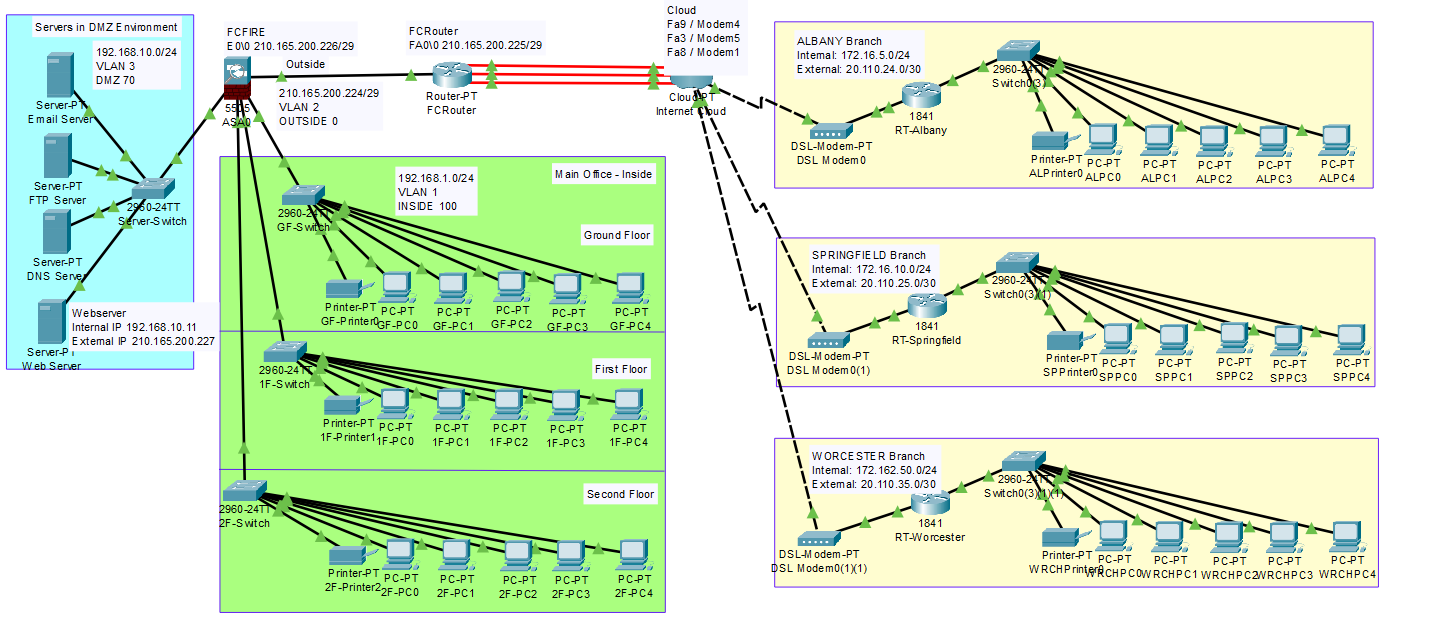 Servers in DMZ Environment
192.168.10.0/24
VLAN 3
DMZ 70
Server-PT
Email Server
Server-PT
FTP Server
Server-PT
DNS Server
Server-PT
Web Server
2960-24TT
Server-Switch
Webserver
Internal IP 192.168.10.11
External IP 210.165.200.227
FCFIRE
E0\0 210.165.200.226/29
Outside
5505
ASA0
210.165.200.224/29
VLAN 2
OUTSIDE 0
FCRouter
FA0\0 210.165.200.225/29
Router-PT
FCRouter
Cloud
Fa9 / Modem4
Fa3 / Modem5
Fa8 / Modem1
Cloud-PT
Internet Cloud
Main Office - Inside
192.168.1.0/24
VLAN 1
INSIDE 100
2960-24TT
GF-Switch
Ground Floor
Printer-PT
GF-Printer0
PC-PT
GF-PC0
PC-PT
GF-PC1
PC-PT
GF-PC2
PC-PT
GF-PC3
PC-PT
GF-PC4
First Floor
2960-24TT
1F-Switch
Printer-PT
1F-Printer1
PC-PT
1F-PC0
PC-PT
1F-PC1
PC-PT
1F-PC2
PC-PT
1F-PC3
PC-PT
1F-PC4
Second Floor
2960-24TT
2F-Switch
Printer-PT
2F-Printer2
PC-PT
2F-PC0
PC-PT
2F-PC1
PC-PT
2F-PC2
PC-PT
2F-PC3
PC-PT
2F-PC4
ALBANY Branch
Internal: 172.16.5.0/24
External: 20.110.24.0/30
2960-24TT
Switch0(3)
1841
RT-Albany
DSL-Modem-PT
DSL Modem0
Printer-PT
ALPrinter0
PC-PT
ALPC0
PC-PT
ALPC1
PC-PT
ALPC2
PC-PT
ALPC3
PC-PT
ALPC4
SPRINGFIELD Branch
Internal: 172.16.10.0/24
External: 20.110.25.0/30
2960-24TT
Switch0(3)(1)
1841
RT-Springfield
DSL-Modem-PT
DSL Modem0(1)
Printer-PT
SPPrinter0
PC-PT
SPPC0
PC-PT
SPPC1
PC-PT
SPPC2
PC-PT
SPPC3
PC-PT
SPPC4
WORCESTER Branch
Internal: 172.162.50.0/24
External: 20.110.35.0/30
2960-24TT
Switch0(3)(1)(1)
1841
RT-Worcester
DSL-Modem-PT
DSL Modem0(1)(1)
Printer-PT
WRCHPrinter0
PC-PT
WRCHPC0
PC-PT
WRCHPC1
PC-PT
WRCHPC2
PC-PT
WRCHPC3
PC-PT
WRCHPC4